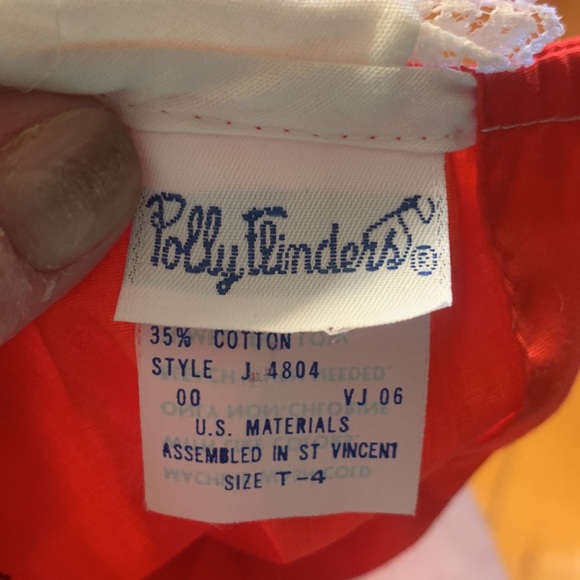 Polly Flinders®
35% COTTON
STYLE J 4804
00 VJ 06
U.S. MATERIALS
ASSEMBLED IN ST VINCENT
SIZE T-4